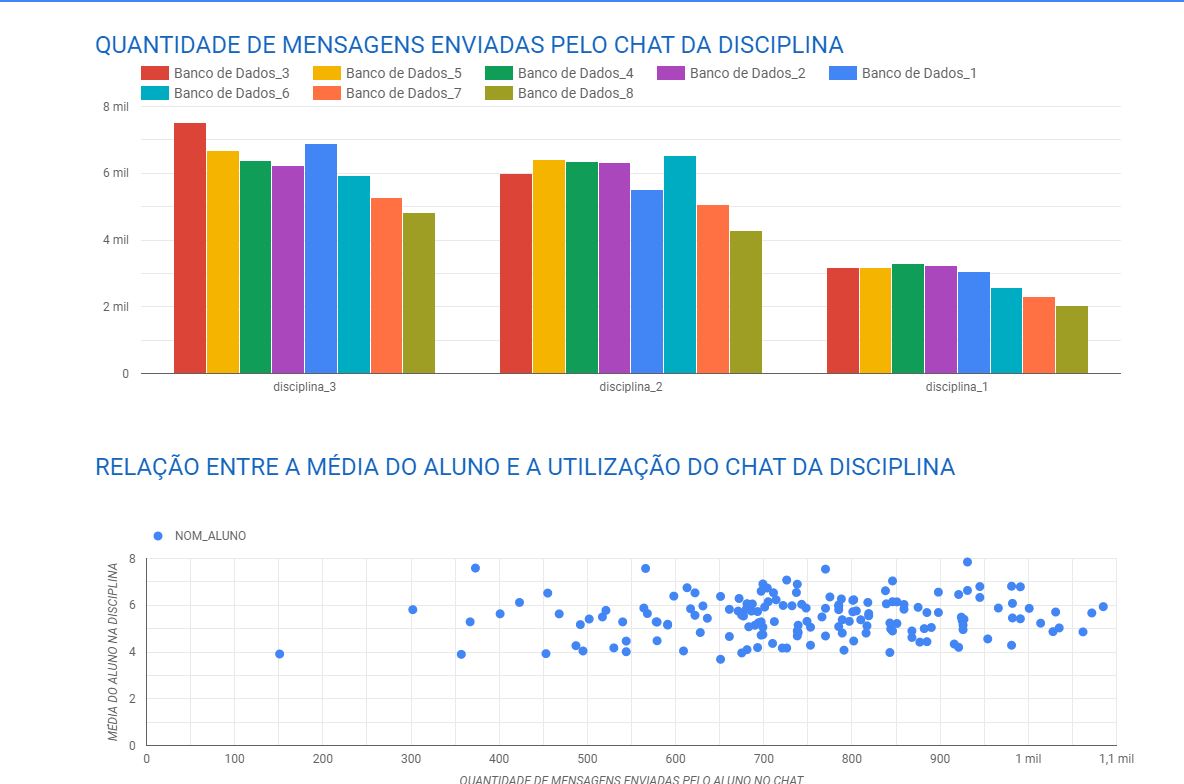 QUANTIDADE DE MENSAGENS ENVIADAS PELO CHAT DA DISCIPLINA
Banco de Dados_3 Banco de Dados_5 Banco de Dados_4 Banco de Dados_2 Banco de Dados_1
Banco de Dados_6 Banco de Dados_7 Banco de Dados_8
8 mil
6 mil
4 mil
2 mil
0
disciplina_3 disciplina_2 disciplina_1
RELAÇÃO ENTRE A MÉDIA DO ALUNO E A UTILIZAÇÃO DO CHAT DA DISCIPLINA
NOM_ALUNO
MÉDIA DO ALUNO NA DISCIPLINA
8
6
4
2
0
0 100 200 300 400 500 600 700 800 900 1 mil 1,1 mil
QUANTIDADE DE MENSAGENS ENVIADAS PELO ALUNO NO CHAT